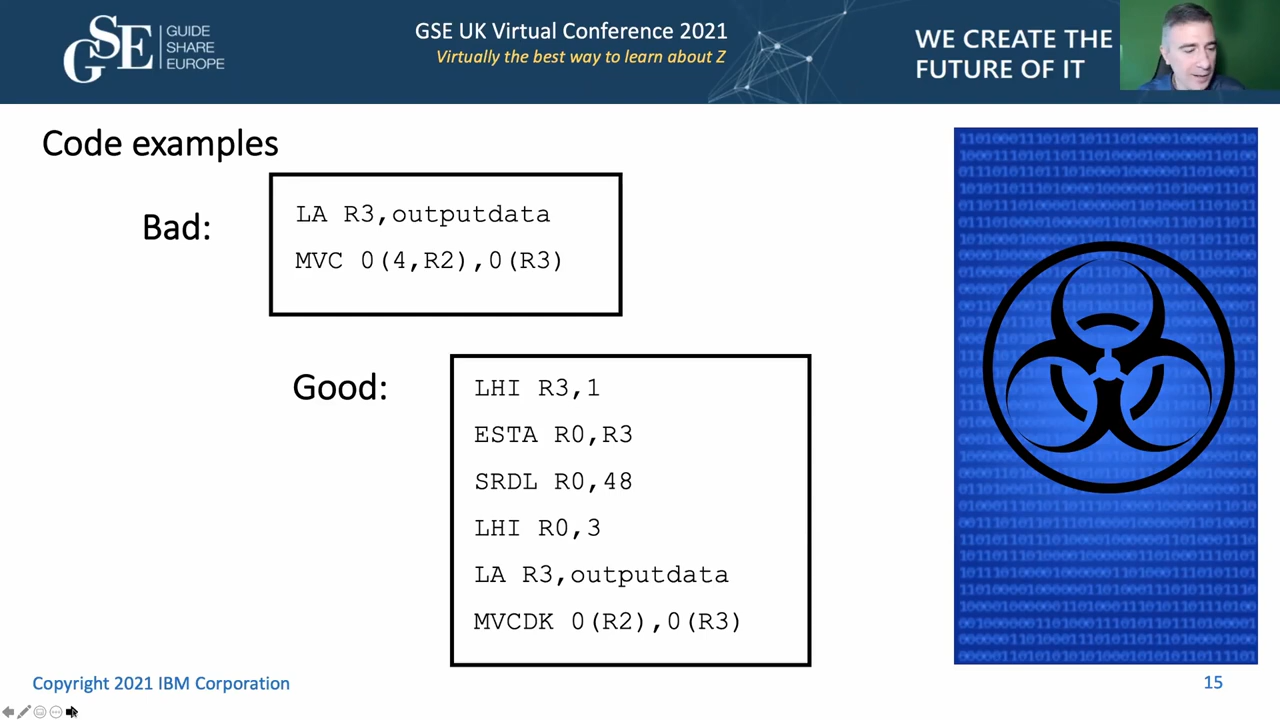 GSE
GUIDE
SHARE
EUROPE
GSE UK Virtual Conference 2021
Virtually the best way to learn about Z
WE CREATE THE
FUTURE OF IT
Code examples
Bad:
LA R3,outputdata
MVC 0(4,R2),0(R3)
Good:
LHI R3,1
ESTA R0,R3
SRDL R0,48
LHI R0,3
LA R3,outputdata
MVCDK 0(R2),0(R3)
Copyright 2021 IBM Corporation
15